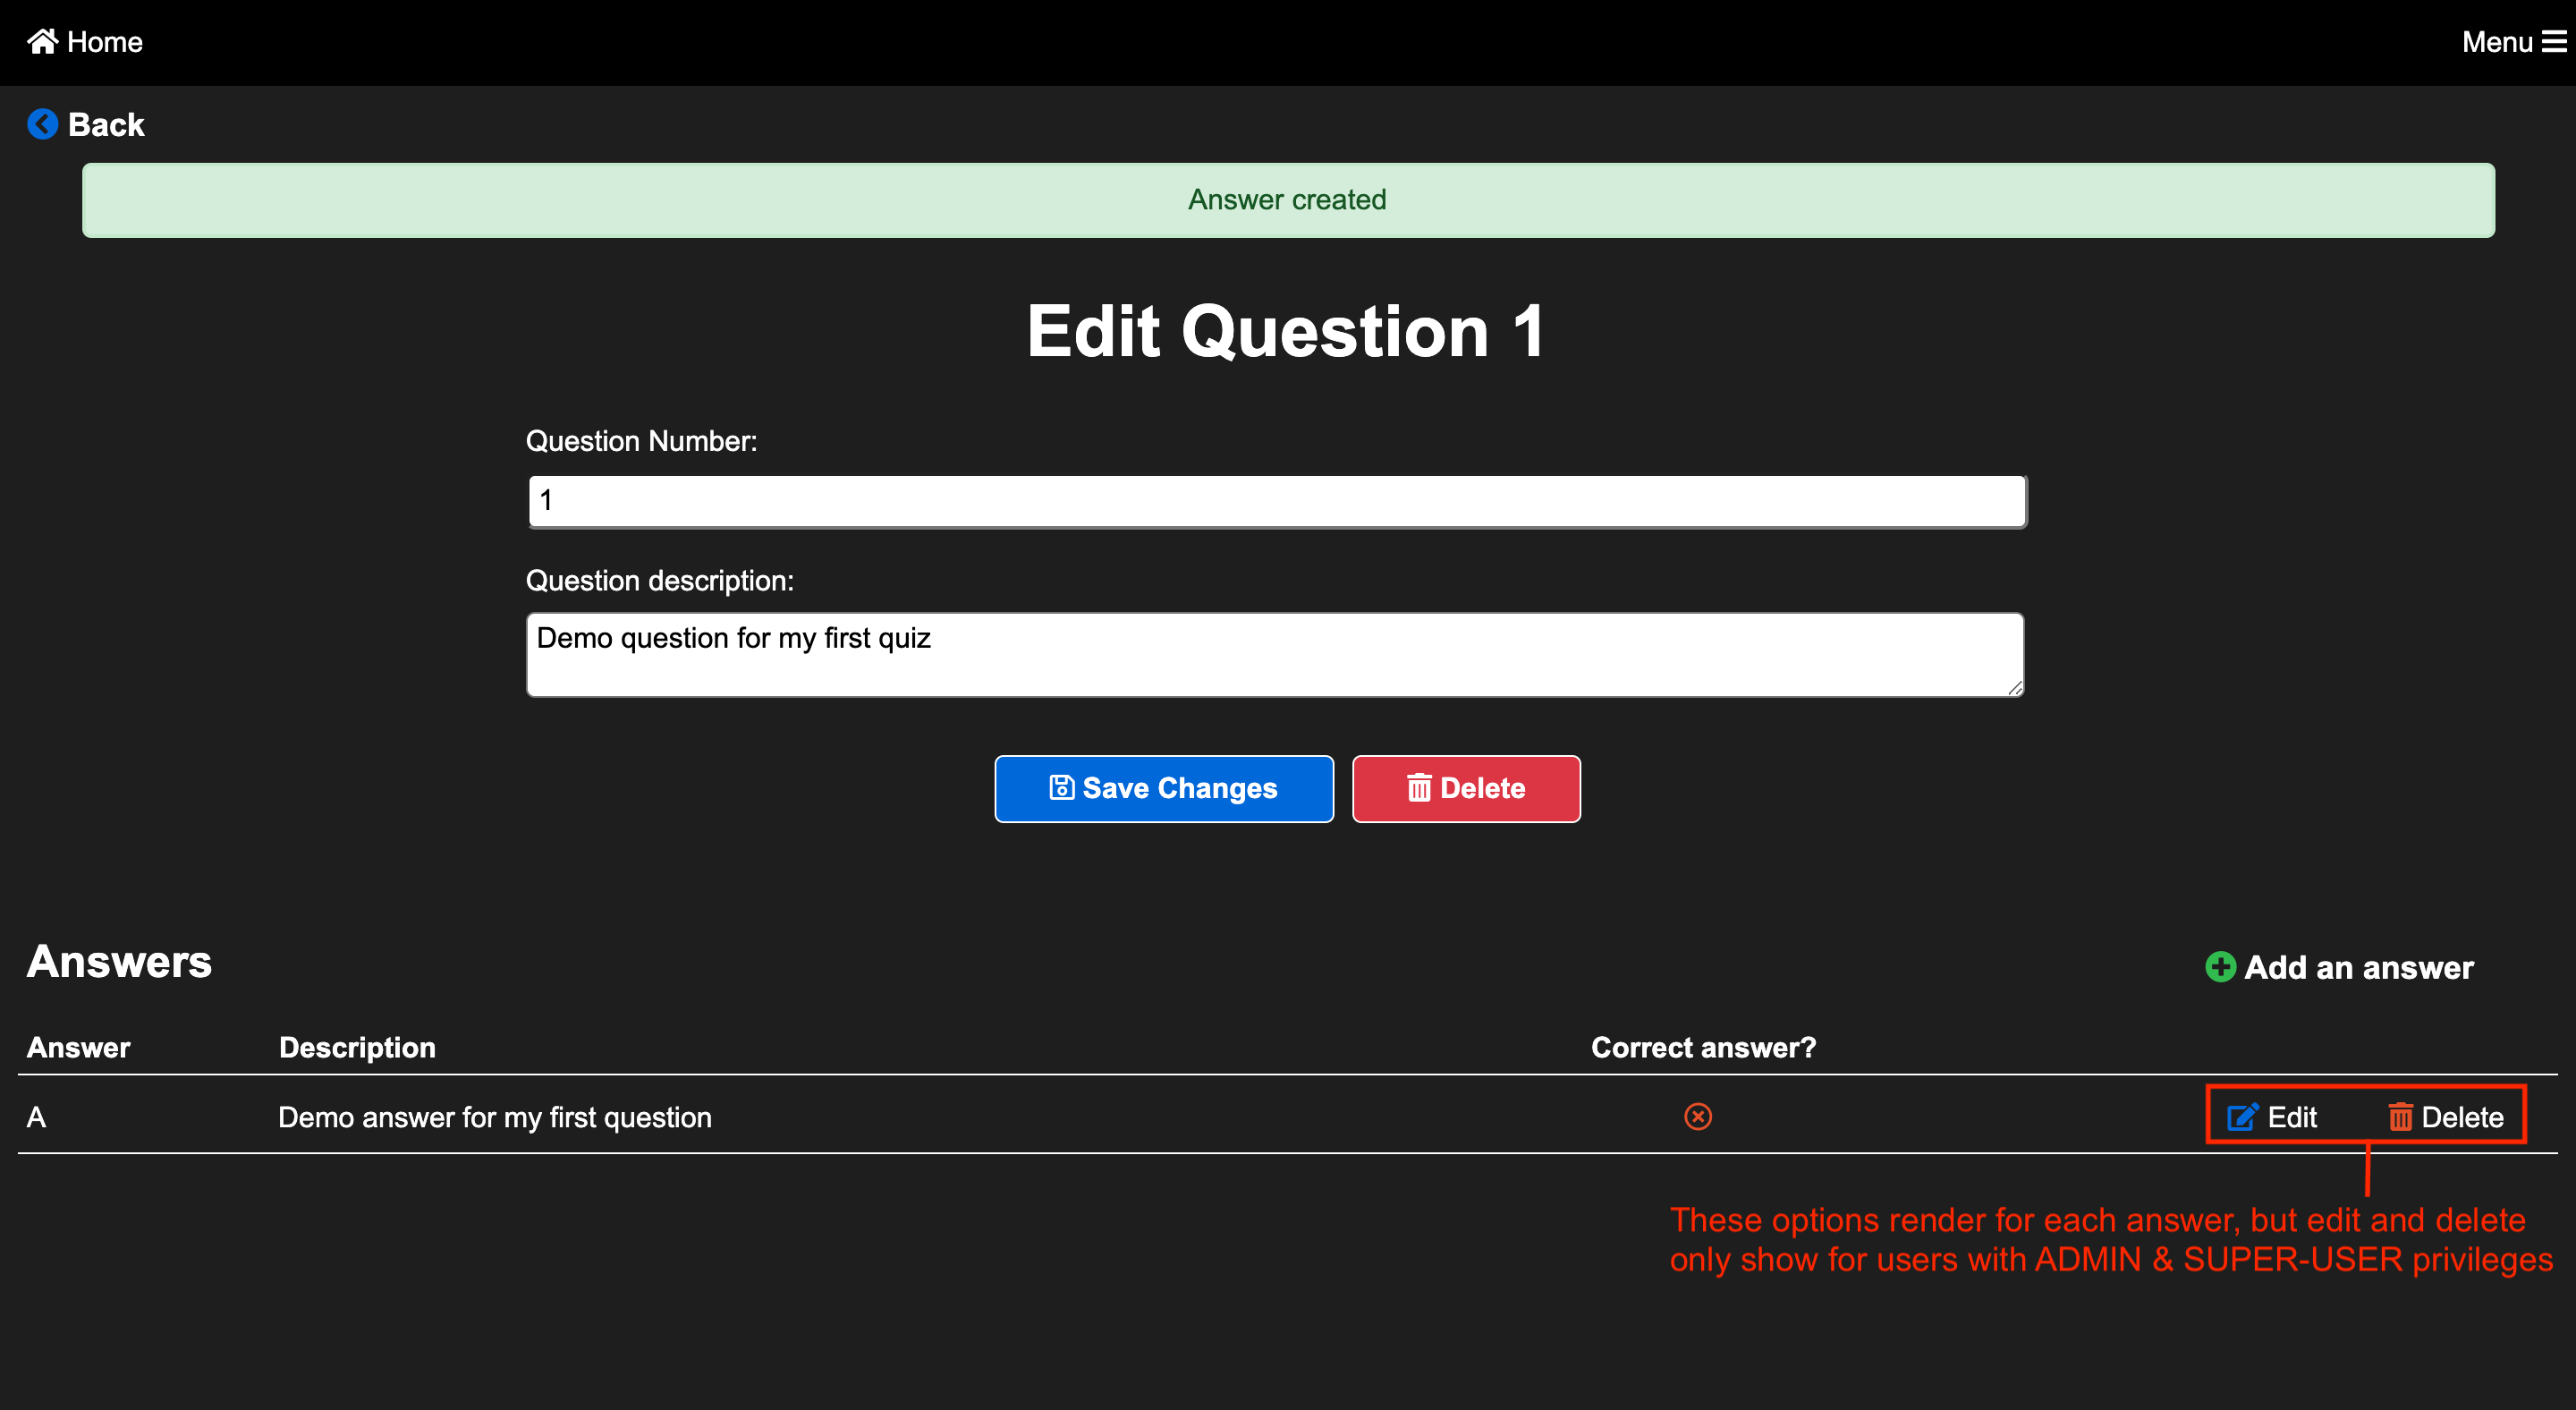 Home
Menu
Back
Answer created
Edit Question 1
Question Number:
1
Question description:
Demo question for my first quiz
Save Changes
Delete
Answers
Add an answer
Answer Description Correct answer?
A Demo answer for my first question Edit Delete
These options render for each answer, but edit and delete
only show for users with ADMIN & SUPER-USER privileges